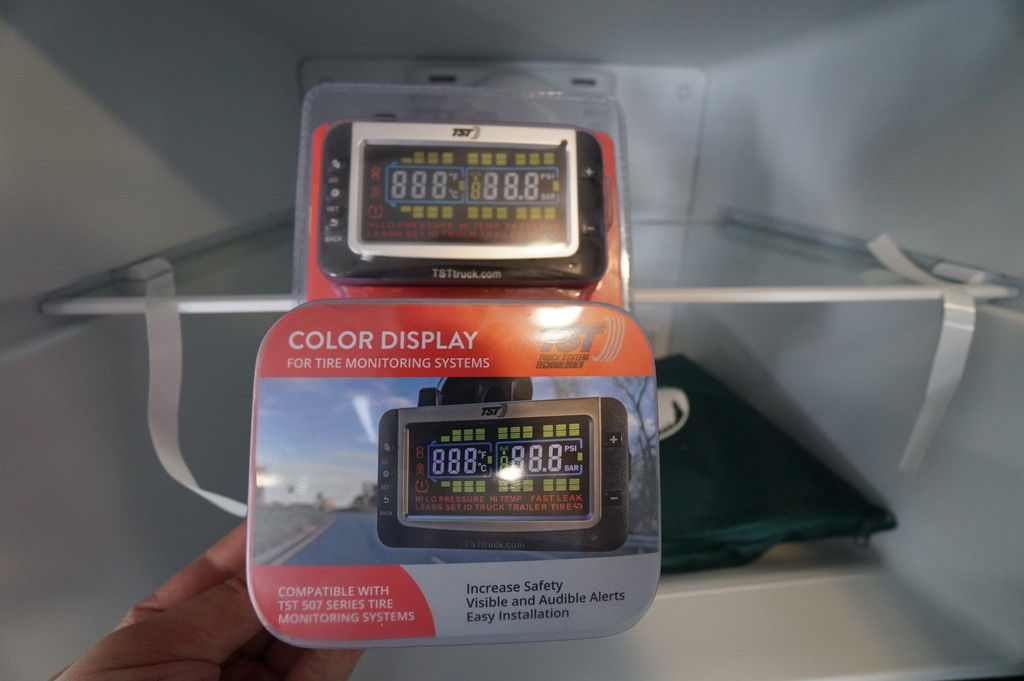 TST
888 °F °C 88.8 PSI BAR
SET
BACK
HI LO PRESSURE HI TEMP FAST LEAK
LEARN SET ID TRUCK TRAILER TIRE
TSTtruck.com
COLOR DISPLAY
FOR TIRE MONITORING SYSTEMS
TST
TRUCK SYSTEM
TECHNOLOGIES
TST
888 °F °C 88.8 PSI BAR
SET
BACK
HI LO PRESSURE HI TEMP FAST LEAK
LEARN SET ID TRUCK TRAILER TIRE
TSTtruck.com
COMPATIBLE WITH
TST 507 SERIES TIRE
MONITORING SYSTEMS
Increase Safety
Visible and Audible Alerts
Easy Installation